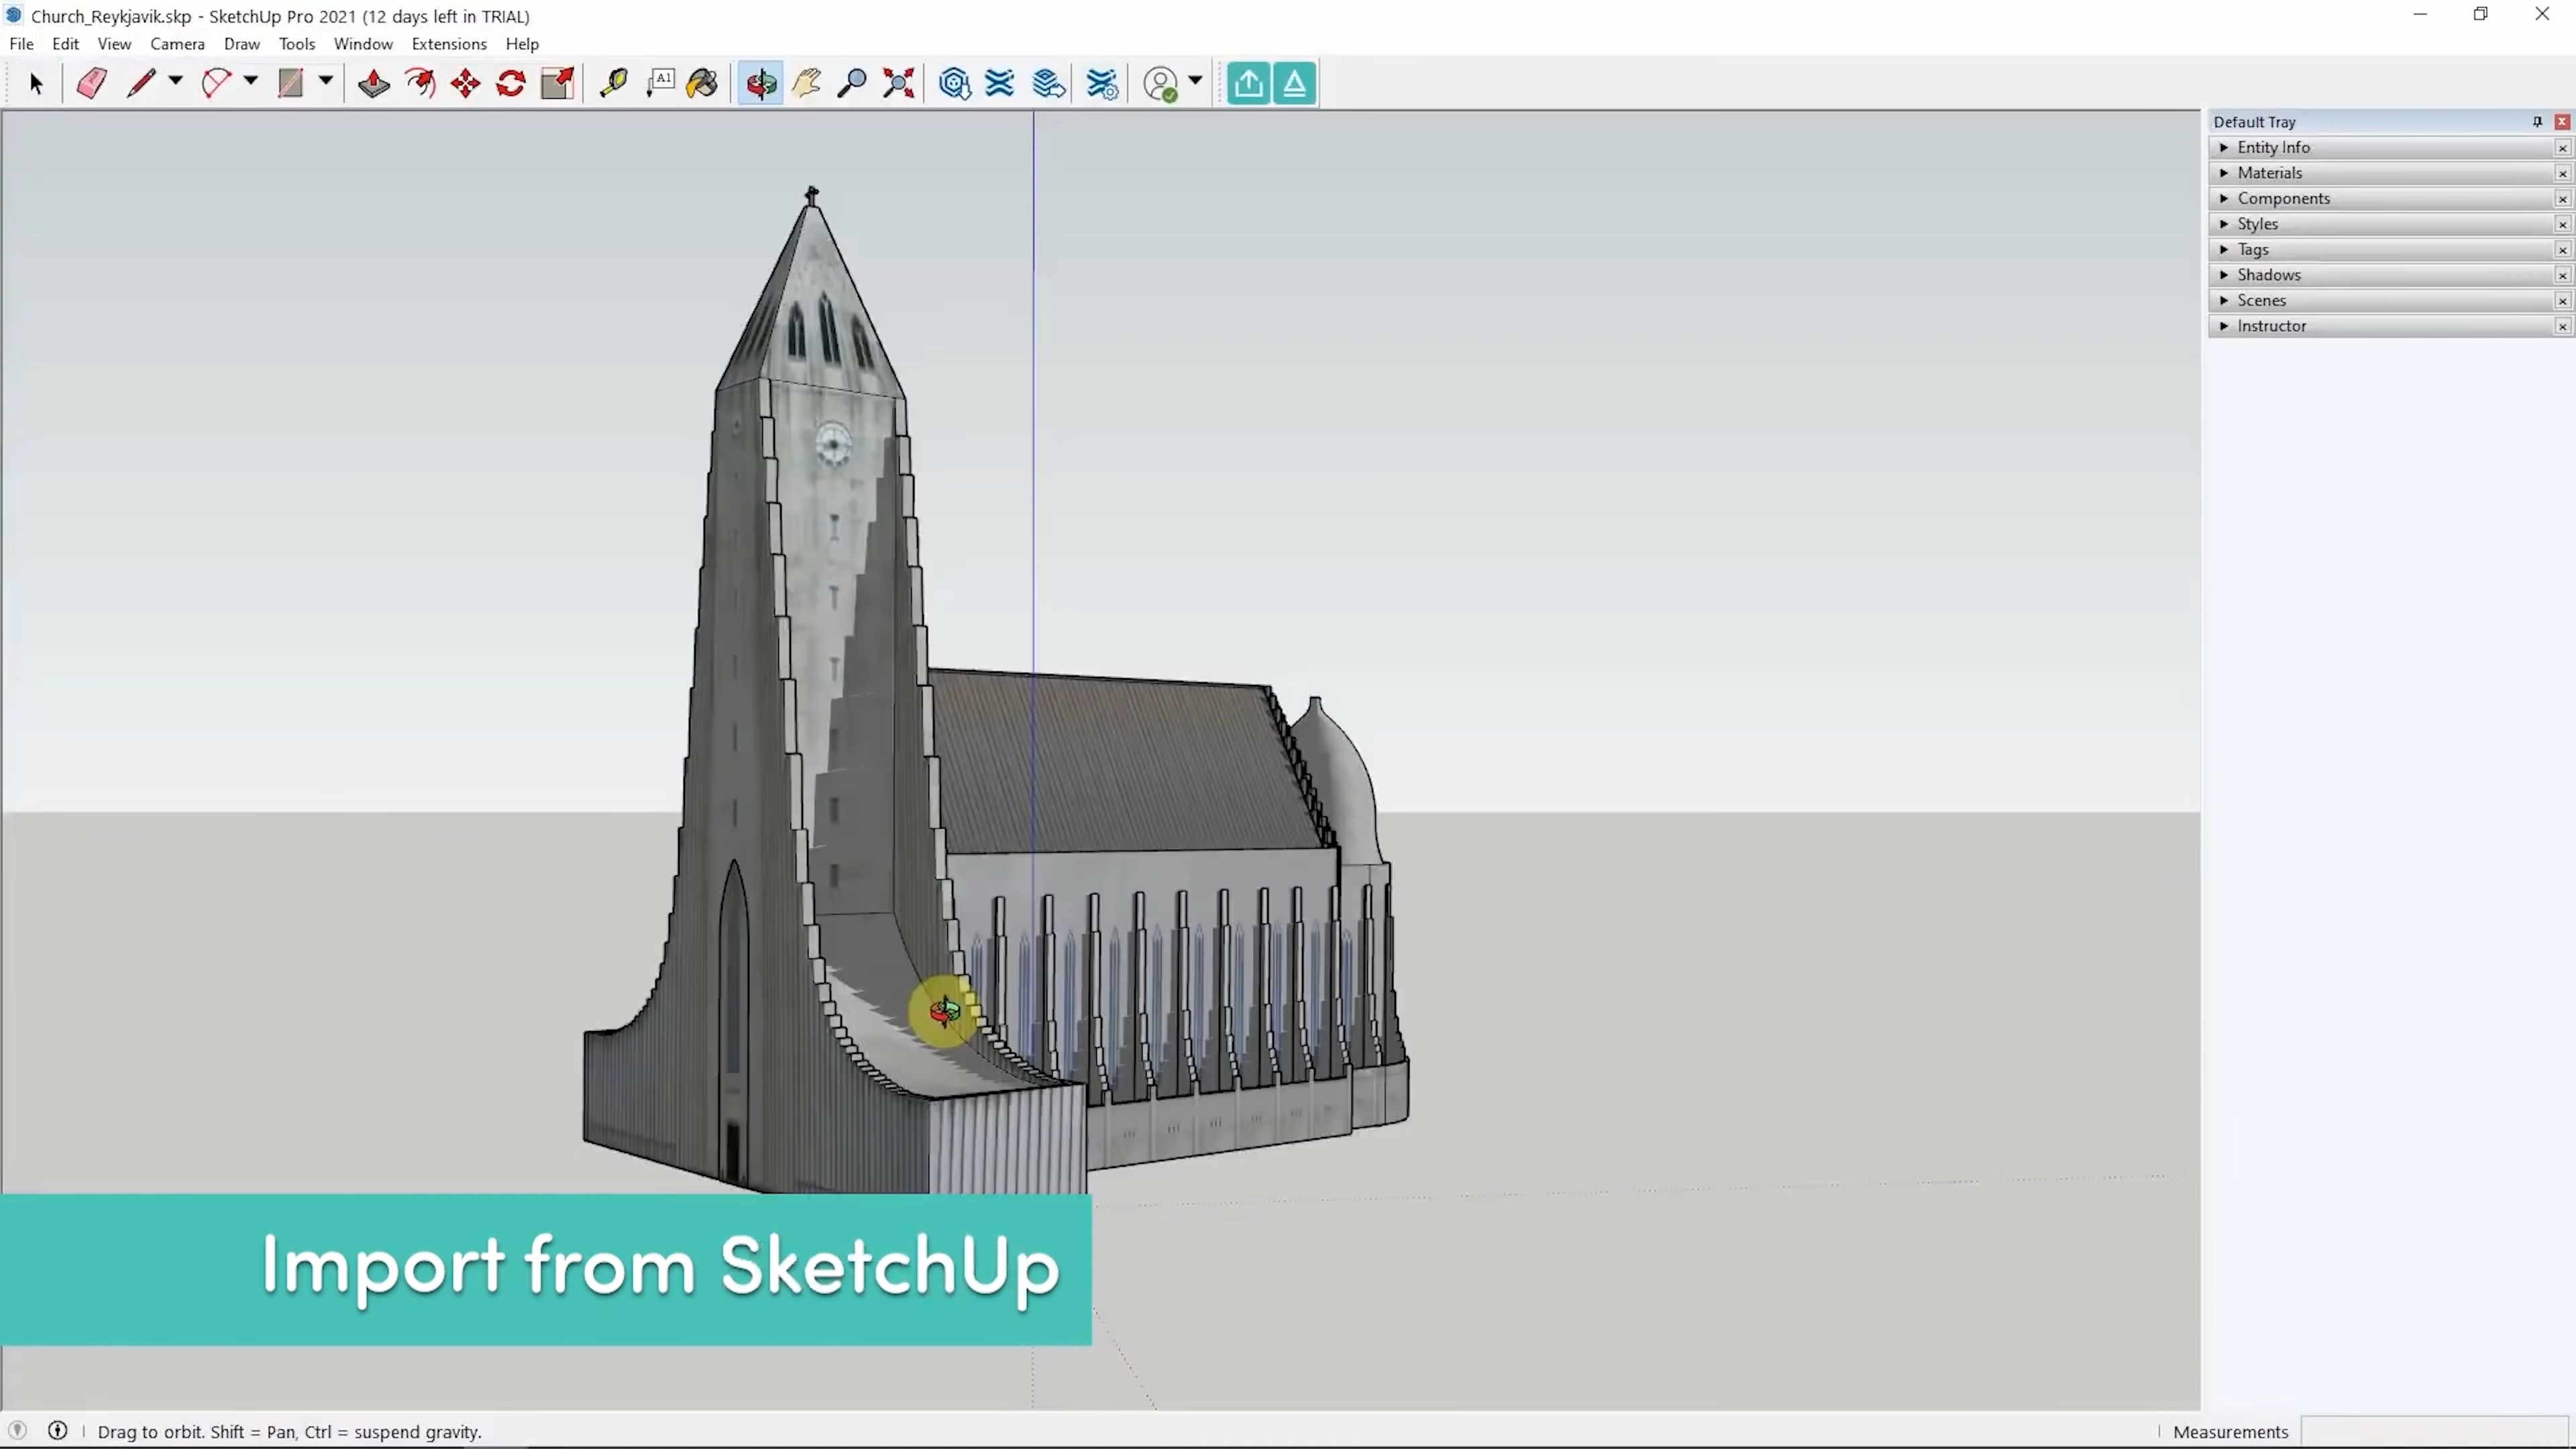 Church_Reykjavik.skp - SketchUp Pro 2021 (12 days left in TRIAL)
File Edit View Camera Draw Tools Window Extensions Help
A1
Default Tray
Entity Info
Materials
Components
Styles
Tags
Shadows
Scenes
Instructor
Import from SketchUp
Drag to orbit. Shift = Pan, Ctrl = suspend gravity.
Measurements